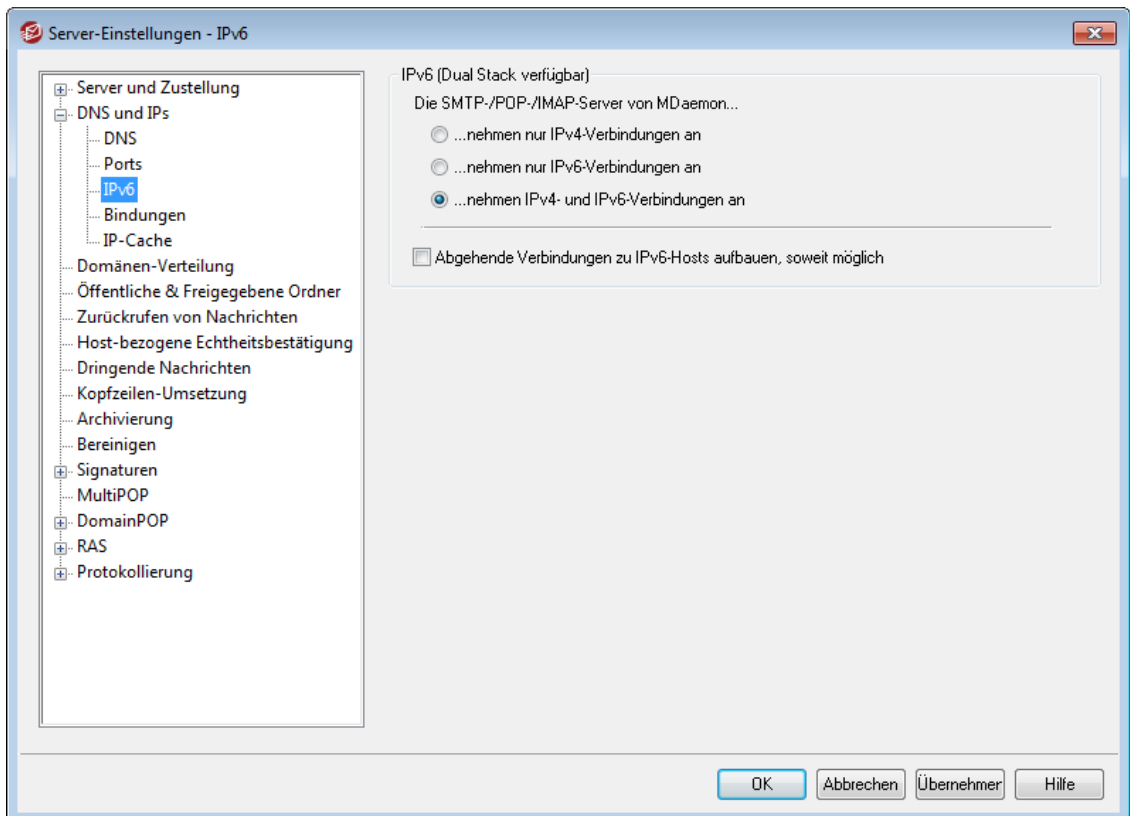 Server-Einstellungen - IPv6
Server und Zustellung
DNS und IPs
DNS
Ports
IPv6
Bindungen
IP-Cache
Domänen-Verteilung
Öffentliche & Freigegebene Ordner
Zurückrufen von Nachrichten
Host-bezogene Echtheitsbestätigung
Dringende Nachrichten
Kopfzeilen-Umsetzung
Archivierung
Bereinigen
Signaturen
MultiPOP
DomainPOP
RAS
Protokollierung
IPv6 (Dual Stack verfügbar)
Die SMTP-/POP-/IMAP-Server von MDaemon...
...nehmen nur IPv4-Verbindungen an
...nehmen nur IPv6-Verbindungen an
...nehmen IPv4- und IPv6-Verbindungen an
Abgehende Verbindungen zu IPv6-Hosts aufbauen, soweit möglich
OK
Abbrechen
Übernehmer
Hilfe